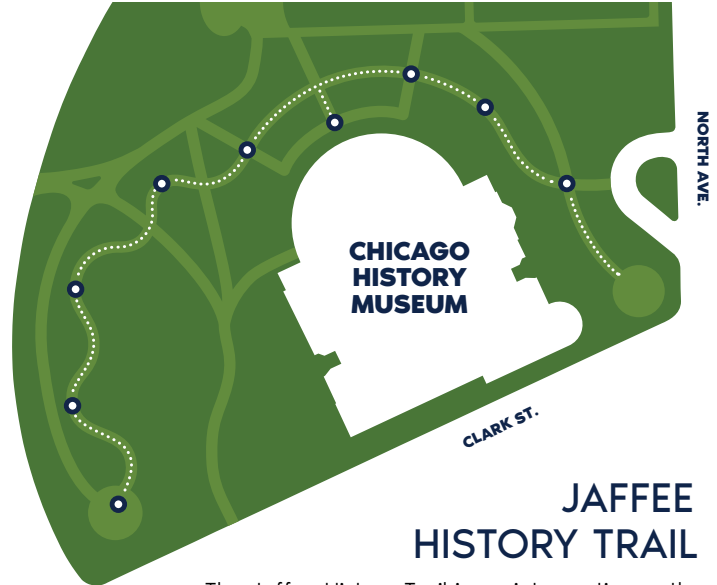 NORTH AVE.
CHICAGO
HISTORY
MUSEUM
CLARK ST.
JAFFEE
HISTORY TRAIL